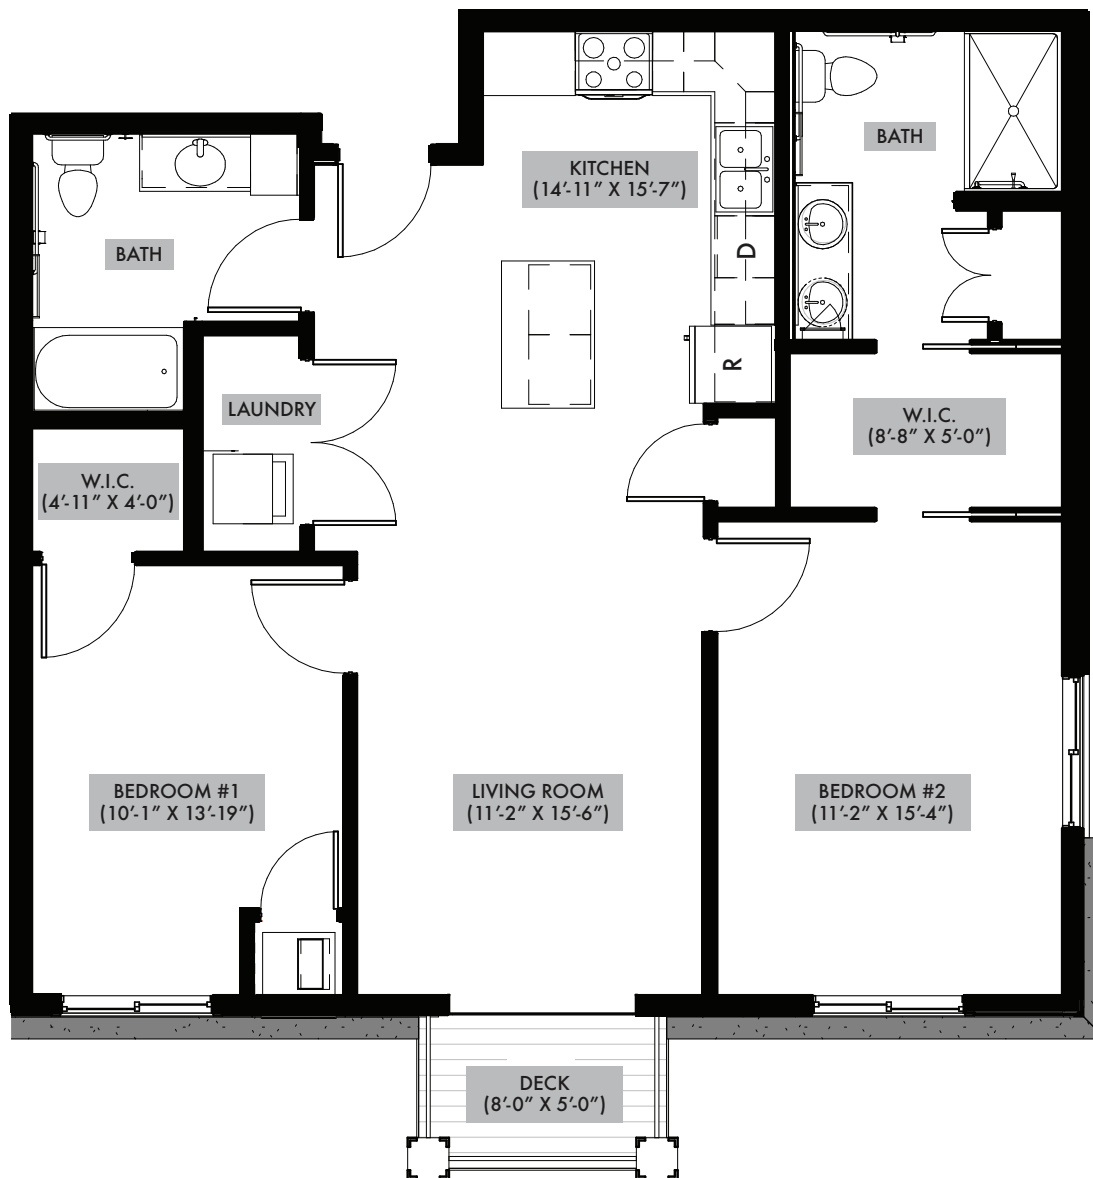 KITCHEN
(14'-11" X 15'-7")
BATH
BATH
D
R
LAUNDRY
W.I.C.
(8'-8" X 5'-0")
W.I.C.
(4'-11" X 4'-0")
BEDROOM #1
(10'-1" X 13'-19")
LIVING ROOM
(11'-2" X 15'-6")
BEDROOM #2
(11'-2" X 15'-4")
DECK
(8'-0" X 5'-0")